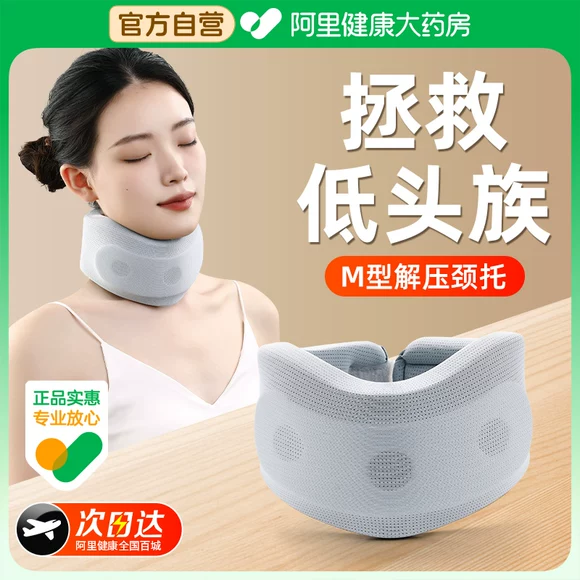 官方自营 阿里健康大药房
拯救
低头族
M型解压颈托
正品实惠
专业放心
次日达
阿里健康全国百城